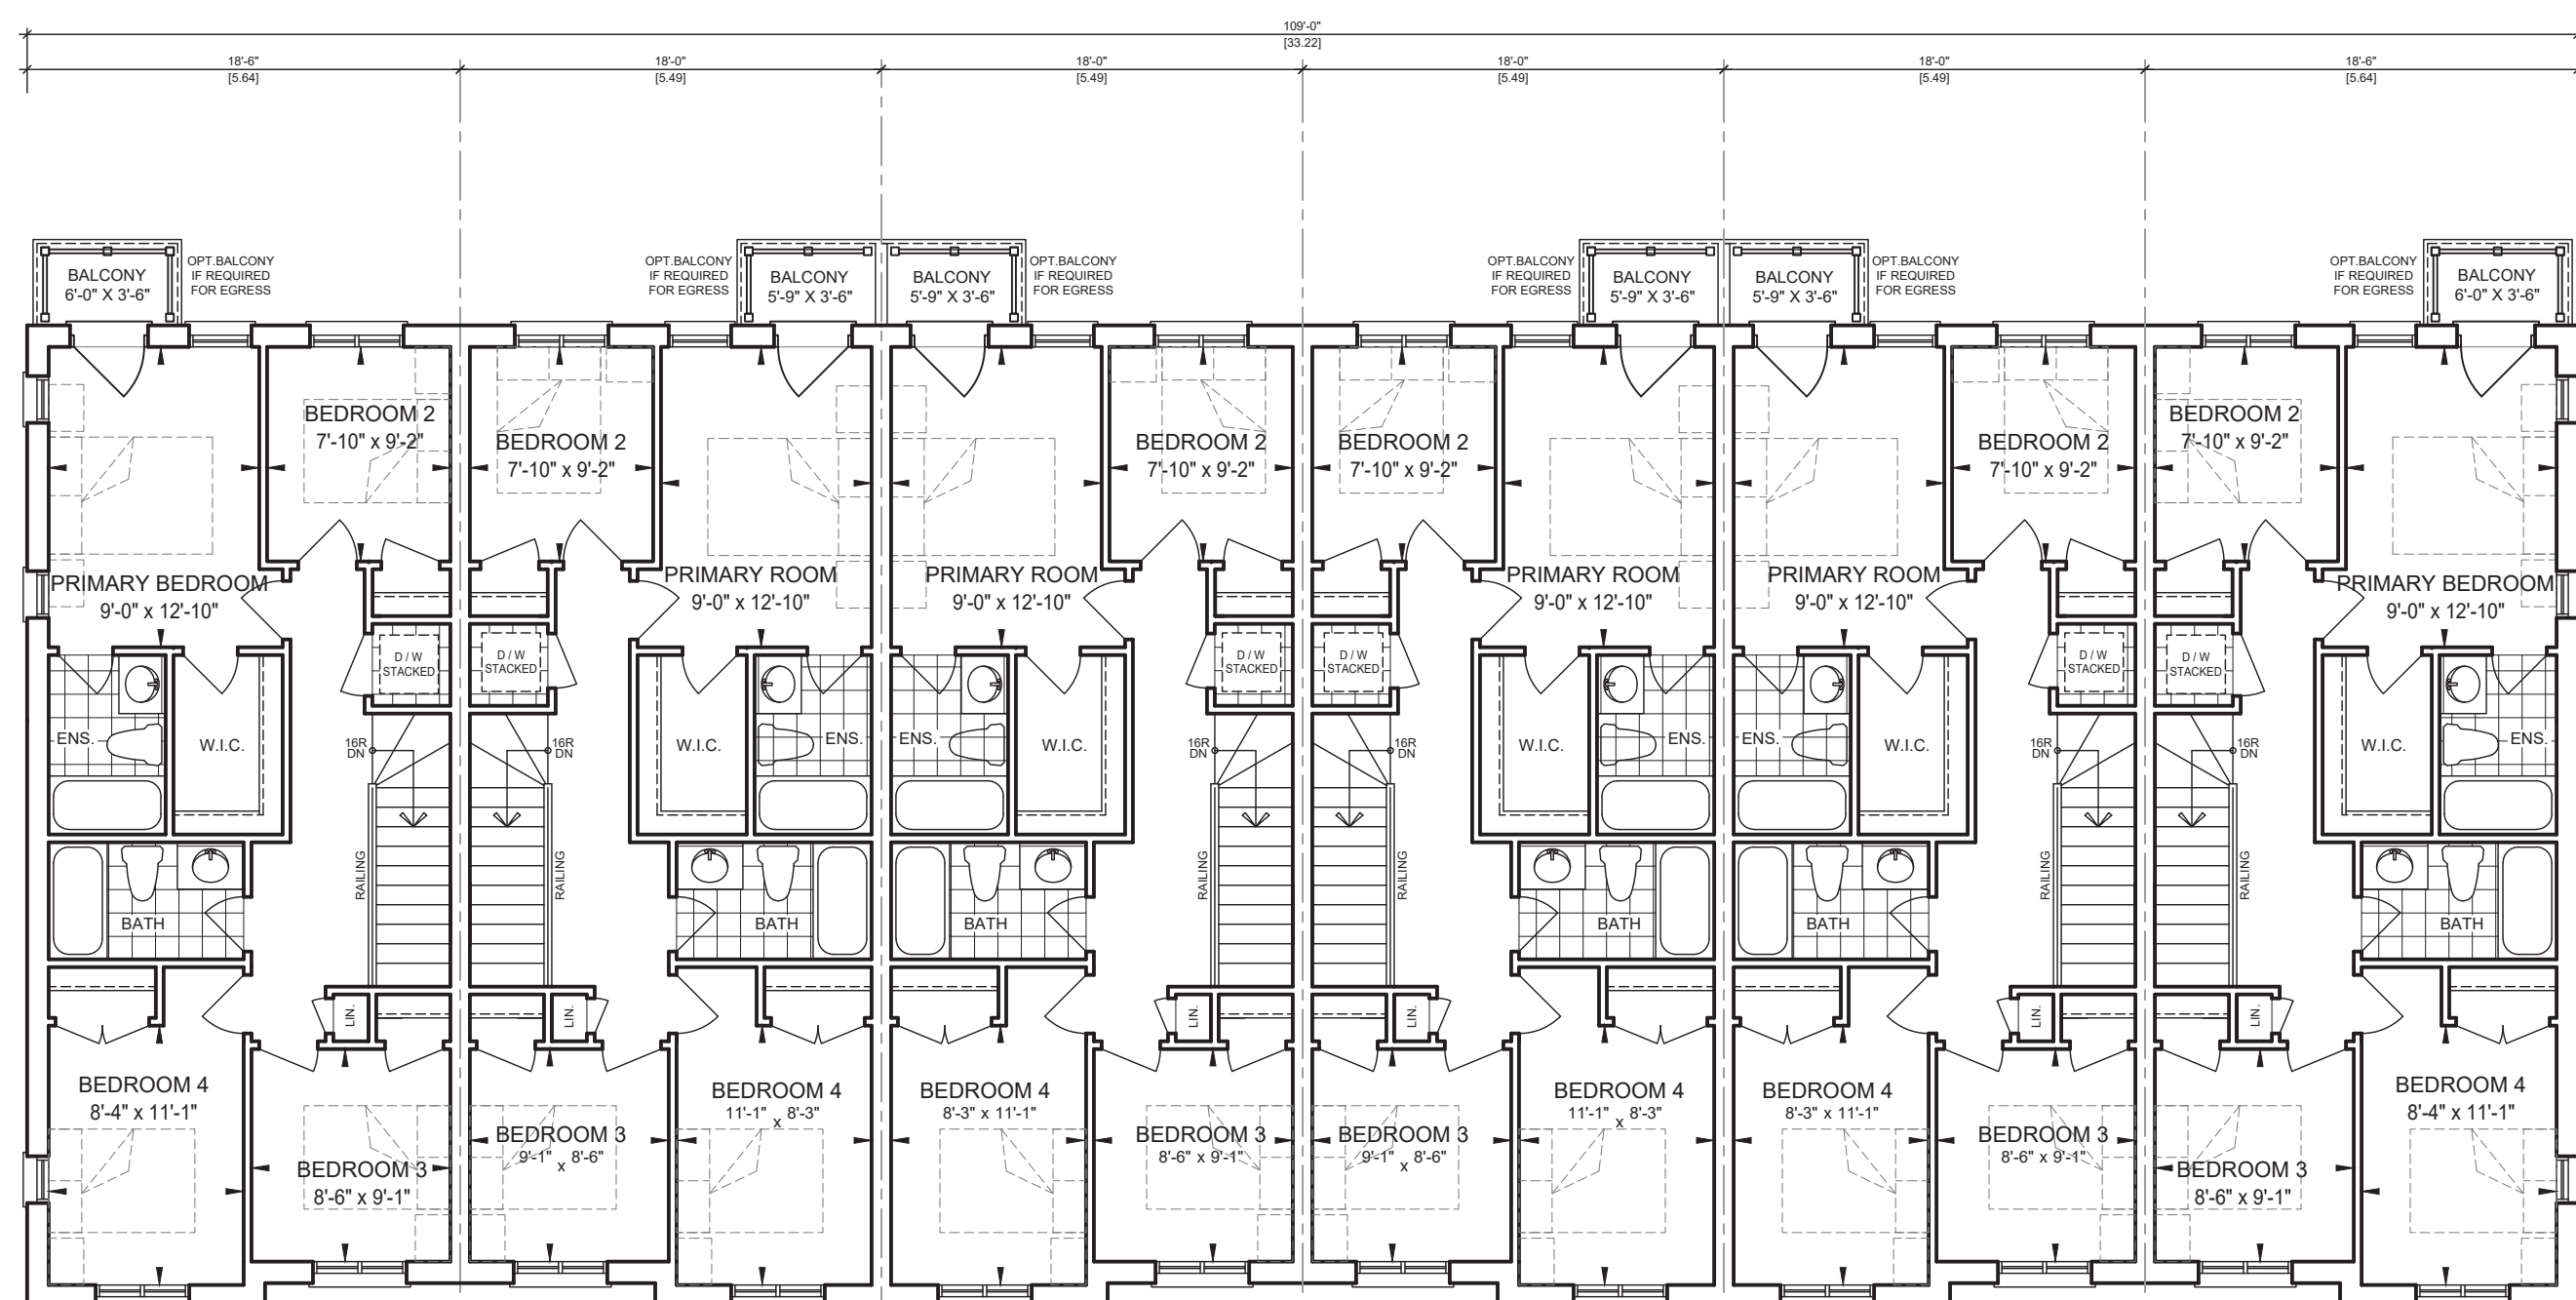 109'-0"
[33.22]
18'-6"
[5.64]
18'-0"
[5.49]
18'-0"
[5.49]
18'-0"
[5.49]
18'-0"
[5.49]
18'-6"
[5.64]
BALCONY
6'-0" X 3'-6"
OPT.BALCONY
IF REQUIRED
FOR EGRESS
OPT.BALCONY
IF REQUIRED
FOR EGRESS
BALCONY
5'-9" X 3'-6"
BALCONY
5'-9" X 3'-6"
OPT.BALCONY
IF REQUIRED
FOR EGRESS
OPT.BALCONY
IF REQUIRED
FOR EGRESS
BALCONY
5'-9" X 3'-6"
BALCONY
5'-9" X 3'-6"
OPT.BALCONY
IF REQUIRED
FOR EGRESS
OPT.BALCONY
IF REQUIRED
FOR EGRESS
BALCONY
6'-0" X 3'-6"
BEDROOM 2
7'-10" x 9'-2"
BEDROOM 2
7'-10" x 9'-2"
BEDROOM 2
7'-10" x 9'-2"
BEDROOM 2
7'-10" x 9'-2"
BEDROOM 2
7'-10" x 9'-2"
BEDROOM 2
7'-10" x 9'-2"
PRIMARY BEDROOM
9'-0" x 12'-10"
PRIMARY ROOM
9'-0" x 12'-10"
PRIMARY ROOM
9'-0" x 12'-10"
PRIMARY ROOM
9'-0" x 12'-10"
PRIMARY ROOM
9'-0" x 12'-10"
PRIMARY BEDROOM
9'-0" x 12'-10"
D / W
STACKED
D / W
STACKED
D / W
STACKED
D / W
STACKED
D / W
STACKED
D / W
STACKED
ENS.
W.I.C.
16R
DN
16R
DN
W.I.C.
ENS.
ENS.
W.I.C.
16R
DN
16R
DN
W.I.C.
ENS.
ENS.
W.I.C.
16R
DN
16R
DN
W.I.C.
ENS.
RAILING
RAILING
RAILING
RAILING
RAILING
RAILING
BATH
BATH
BATH
BATH
BATH
BATH
LIN.
LIN.
LIN.
LIN.
LIN.
LIN.
BEDROOM 4
8'-4" x 11'-1"
BEDROOM 3
8'-6" x 9'-1"
BEDROOM 3
9'-1" x 8'-6"
BEDROOM 4
11'-1" x 8'-3"
BEDROOM 4
8'-3" x 11'-1"
BEDROOM 3
8'-6" x 9'-1"
BEDROOM 3
9'-1" x 8'-6"
BEDROOM 4
11'-1" x 8'-3"
BEDROOM 4
8'-3" x 11'-1"
BEDROOM 3
8'-6" x 9'-1"
BEDROOM 3
8'-6" x 9'-1"
BEDROOM 4
8'-4" x 11'-1"